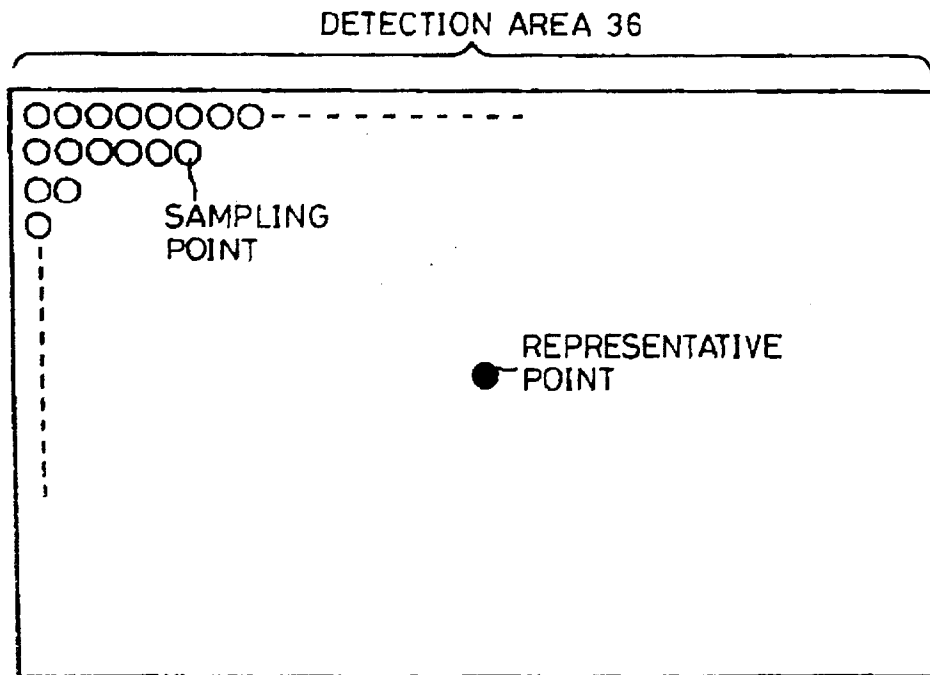 DETECTION AREA 36
SAMPLING
POINT
REPRESENTATIVE
POINT